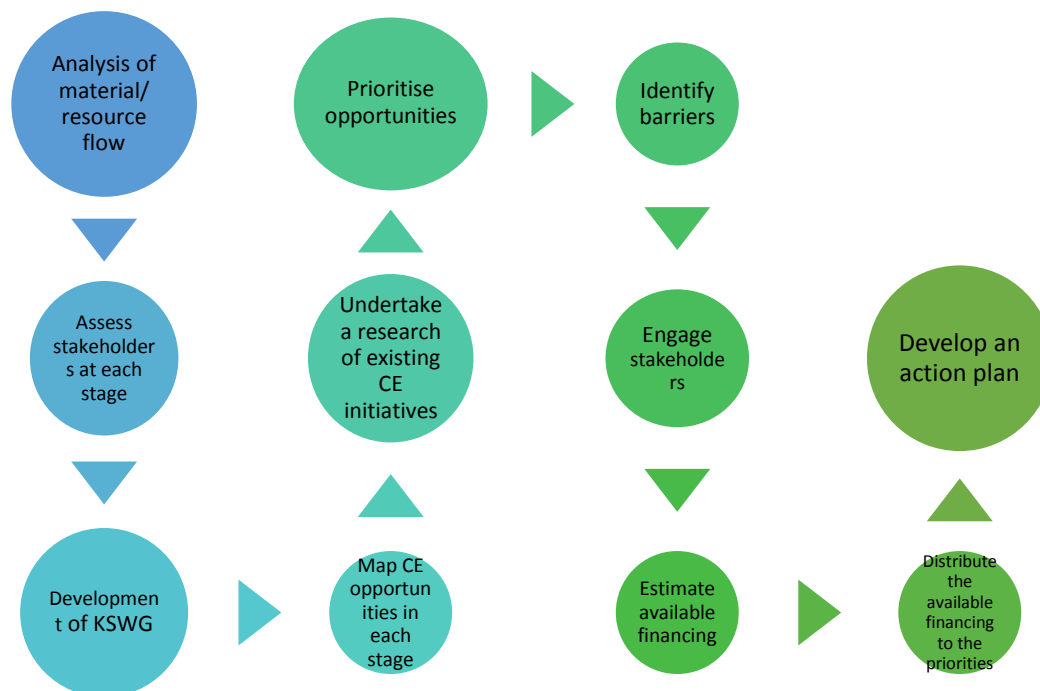 Analysis of
material/
resource
flow
Assess
stakeholder
s at each
stage
Developmen
t of KSWG
Map CE
opportun
ities in
each
stage
Undertake
a research
of existing
CE
initiatives
Prioritise
opportunities
Identify
barriers
Engage
stakeholde
rs
Estimate
available
financing
Distribute
the
available
financing
to the
priorities
Develop an
action plan